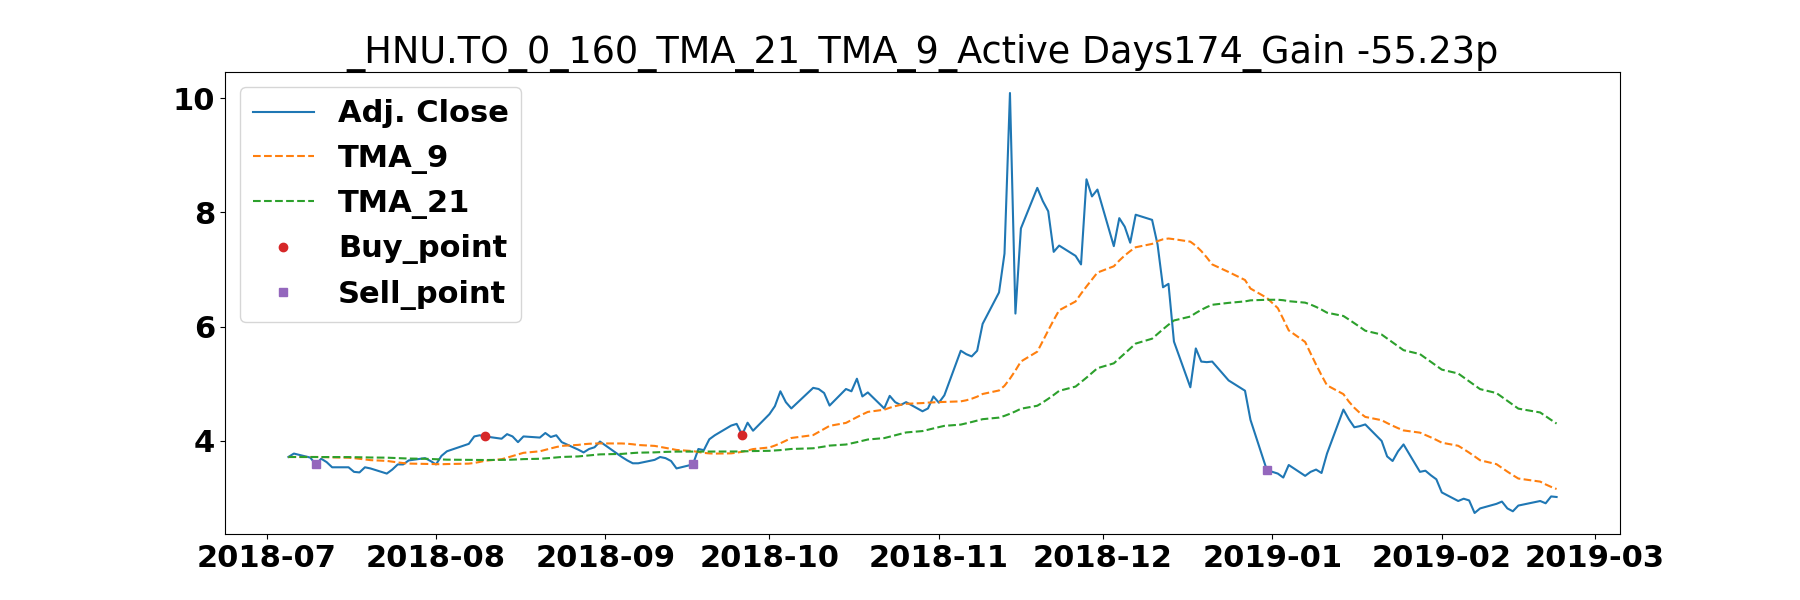 _HNU.TO_0_160_TMA_21_TMA_9_Active Days174_Gain -55.23p
10
8
6
4
Adj. Close
TMA_9
TMA_21
Buy_point
Sell_point
2018-07 2018-08 2018-09 2018-10 2018-11 2018-12 2019-01 2019-02 2019-03